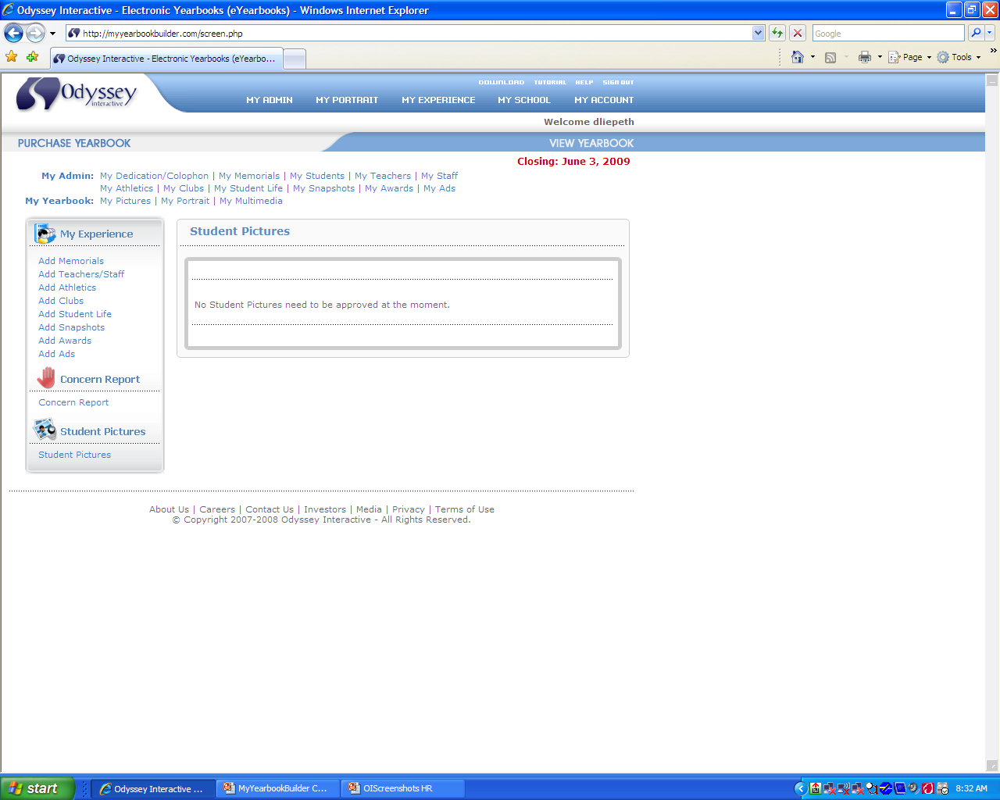 Odyssey Interactive - Electronic Yearbooks (eYearbooks) - Windows Internet Explorer
http://myyearbookbuilder.com/screen.php
Google
Odyssey Interactive - Electronic Yearbooks (eYearbo...
Page
Tools
Odyssey
interactive
DOWNLOAD TUTORIAL HELP SIGN OUT
MY ADMIN MY PORTRAIT MY EXPERIENCE MY SCHOOL MY ACCOUNT
Welcome dliepeth
PURCHASE YEARBOOK
VIEW YEARBOOK
Closing: June 3, 2009
My Admin: My Dedication/Colophon | My Memorials | My Students | My Teachers | My Staff
My Athletics | My Clubs | My Student Life | My Snapshots | My Awards | My Ads
My Yearbook: My Pictures | My Portrait | My Multimedia
My Experience
Add Memorials
Add Teachers/Staff
Add Athletics
Add Clubs
Add Student Life
Add Snapshots
Add Awards
Add Ads
Concern Report
Concern Report
Student Pictures
Student Pictures
Student Pictures
No Student Pictures need to be approved at the moment.
About Us | Careers | Contact Us | Investors | Media | Privacy | Terms of Use
© Copyright 2007-2008 Odyssey Interactive - All Rights Reserved.
start
Odyssey Interactive ...
MyYearbookBuilder C...
OIScreenshots HR
8:32 AM